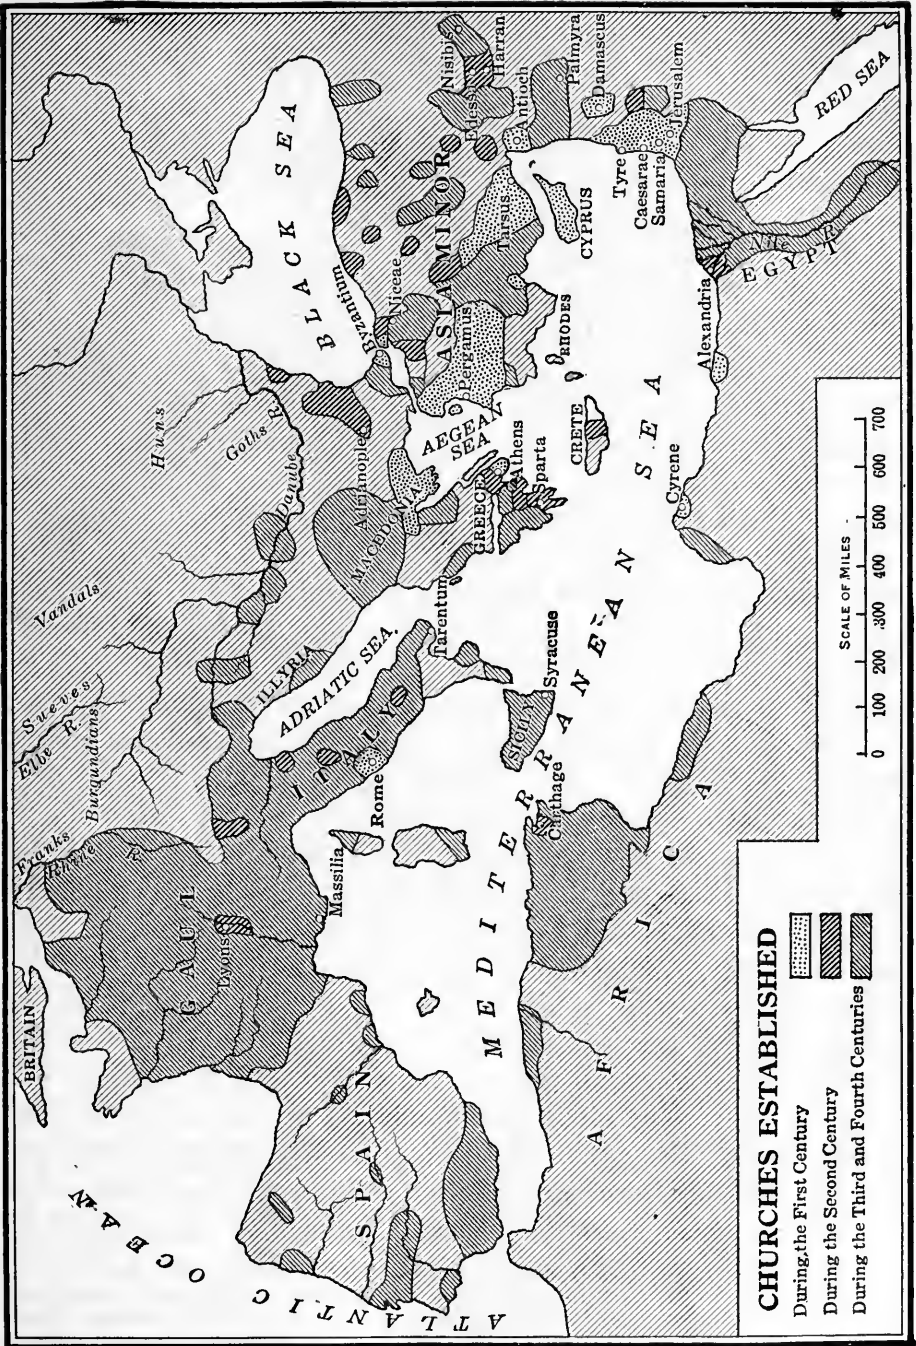 CHURCHES ESTABLISHED
During the First Century
During the Second Century
During the Third and Fourth Centuries
SCALE OF MILES
0 100 200 300 400 500 600 700
BRITAIN
ATLANTIC OCEAN
Franks
Rhine R.
Elbe R.
Sueves
Burgundians
Vandals
Huns
Goths
Danube R.
GAUL
Lyons
Massilia
SPAIN
ITALY
Rome
ILLYRIA
ADRIATIC SEA
Tarentum
SICILY
Syracuse
Carthage
MEDITERRANEAN SEA
AFRICA
MACEDONIA
Adrianople
GREECE
Athens
Sparta
AEGEAN SEA
CRETE
RHODES
BLACK SEA
Byzantium
Niceae
ASIA MINOR
Pergamus
Tarsus
CYPRUS
Nisibis
Harran
Edessa
Antioch
Palmyra
Damascus
Tyre
Caesarae
Samaria
Jerusalem
RED SEA
Nile R.
EGYPT
Alexandria
Cyrene